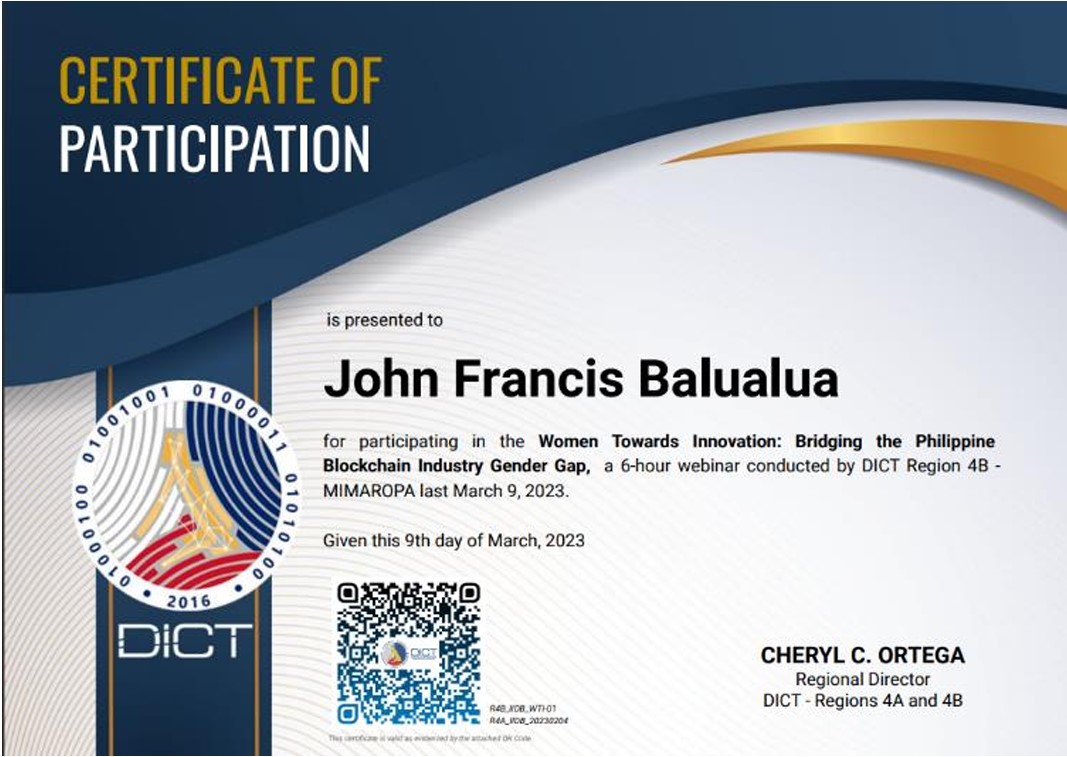 CERTIFICATE OF
PARTICIPATION
is presented to
John Francis Balualua
for participating in the Women Towards Innovation: Bridging the Philippine
Blockchain Industry Gender Gap, a 6-hour webinar conducted by DICT Region 4B -
MIMAROPA last March 9, 2023.
Given this 9th day of March, 2023
01000100 01001001 01000011 01010100
• 2016 •
DICT
DICT
R4B_IIDB_WTI-01
R4A_IIDB_20230204
This certificate is valid as evidenced by the attached QR Code.
CHERYL C. ORTEGA
Regional Director
DICT - Regions 4A and 4B